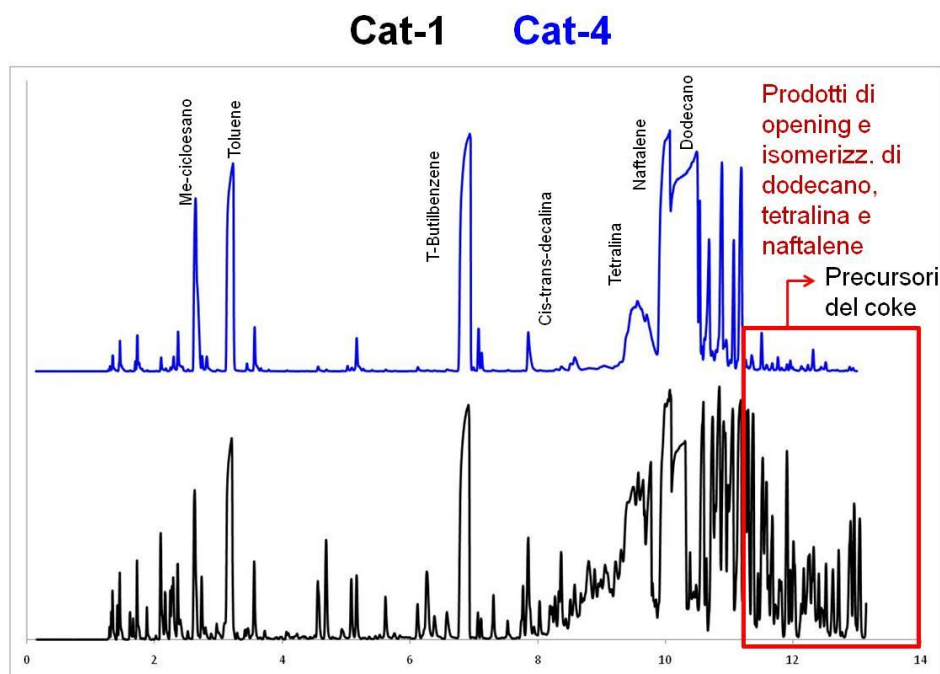 Cat-1 Cat-4
Me-cicloesano
Toluene
T-Butilbenzene
Cis-trans-decalina
Tetralina
Naftalene
Dodecano
Prodotti di
opening e
isomerizz. di
dodecano,
tetralina e
naftalene
Precursori
del coke
0 2 4 6 8 10 12 14